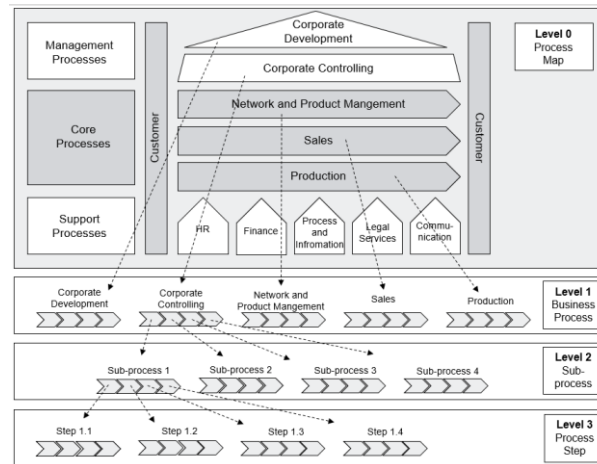 Corporate
Development
Level 0
Process
Map
Management
Processes
Corporate Controlling
Customer
Network and Product Mangement
Customer
Core
Processes
Sales
Production
Support
Processes
HR
Finance
Process
and
Infromation
Legal
Services
Commu-
nication
Corporate
Development
Corporate
Controlling
Network and
Product Management
Sales
Production
Level 1
Business
Process
Sub-process 1
Sub-process 2
Sub-process 3
Sub-process 4
Level 2
Sub-
process
Step 1.1
Step 1.2
Step 1.3
Step 1.4
Level 3
Process
Step